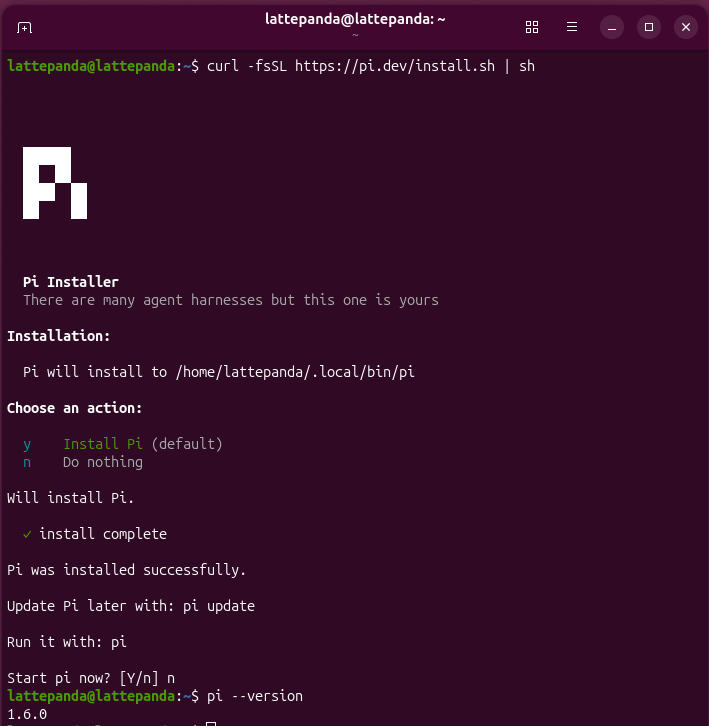 lattepanda@lattepanda: ~
~
lattepanda@lattepanda:~$ curl -fsSL https://pi.dev/install.sh | sh
Pi
Pi Installer
There are many agent harnesses but this one is yours
Installation:
Pi will install to /home/lattepanda/.local/bin/pi
Choose an action:
y    Install Pi (default)
n    Do nothing
Will install Pi.
✓ install complete
Pi was installed successfully.
Update Pi later with: pi update
Run it with: pi
Start pi now? [Y/n] n
lattepanda@lattepanda:~$ pi --version
1.6.0